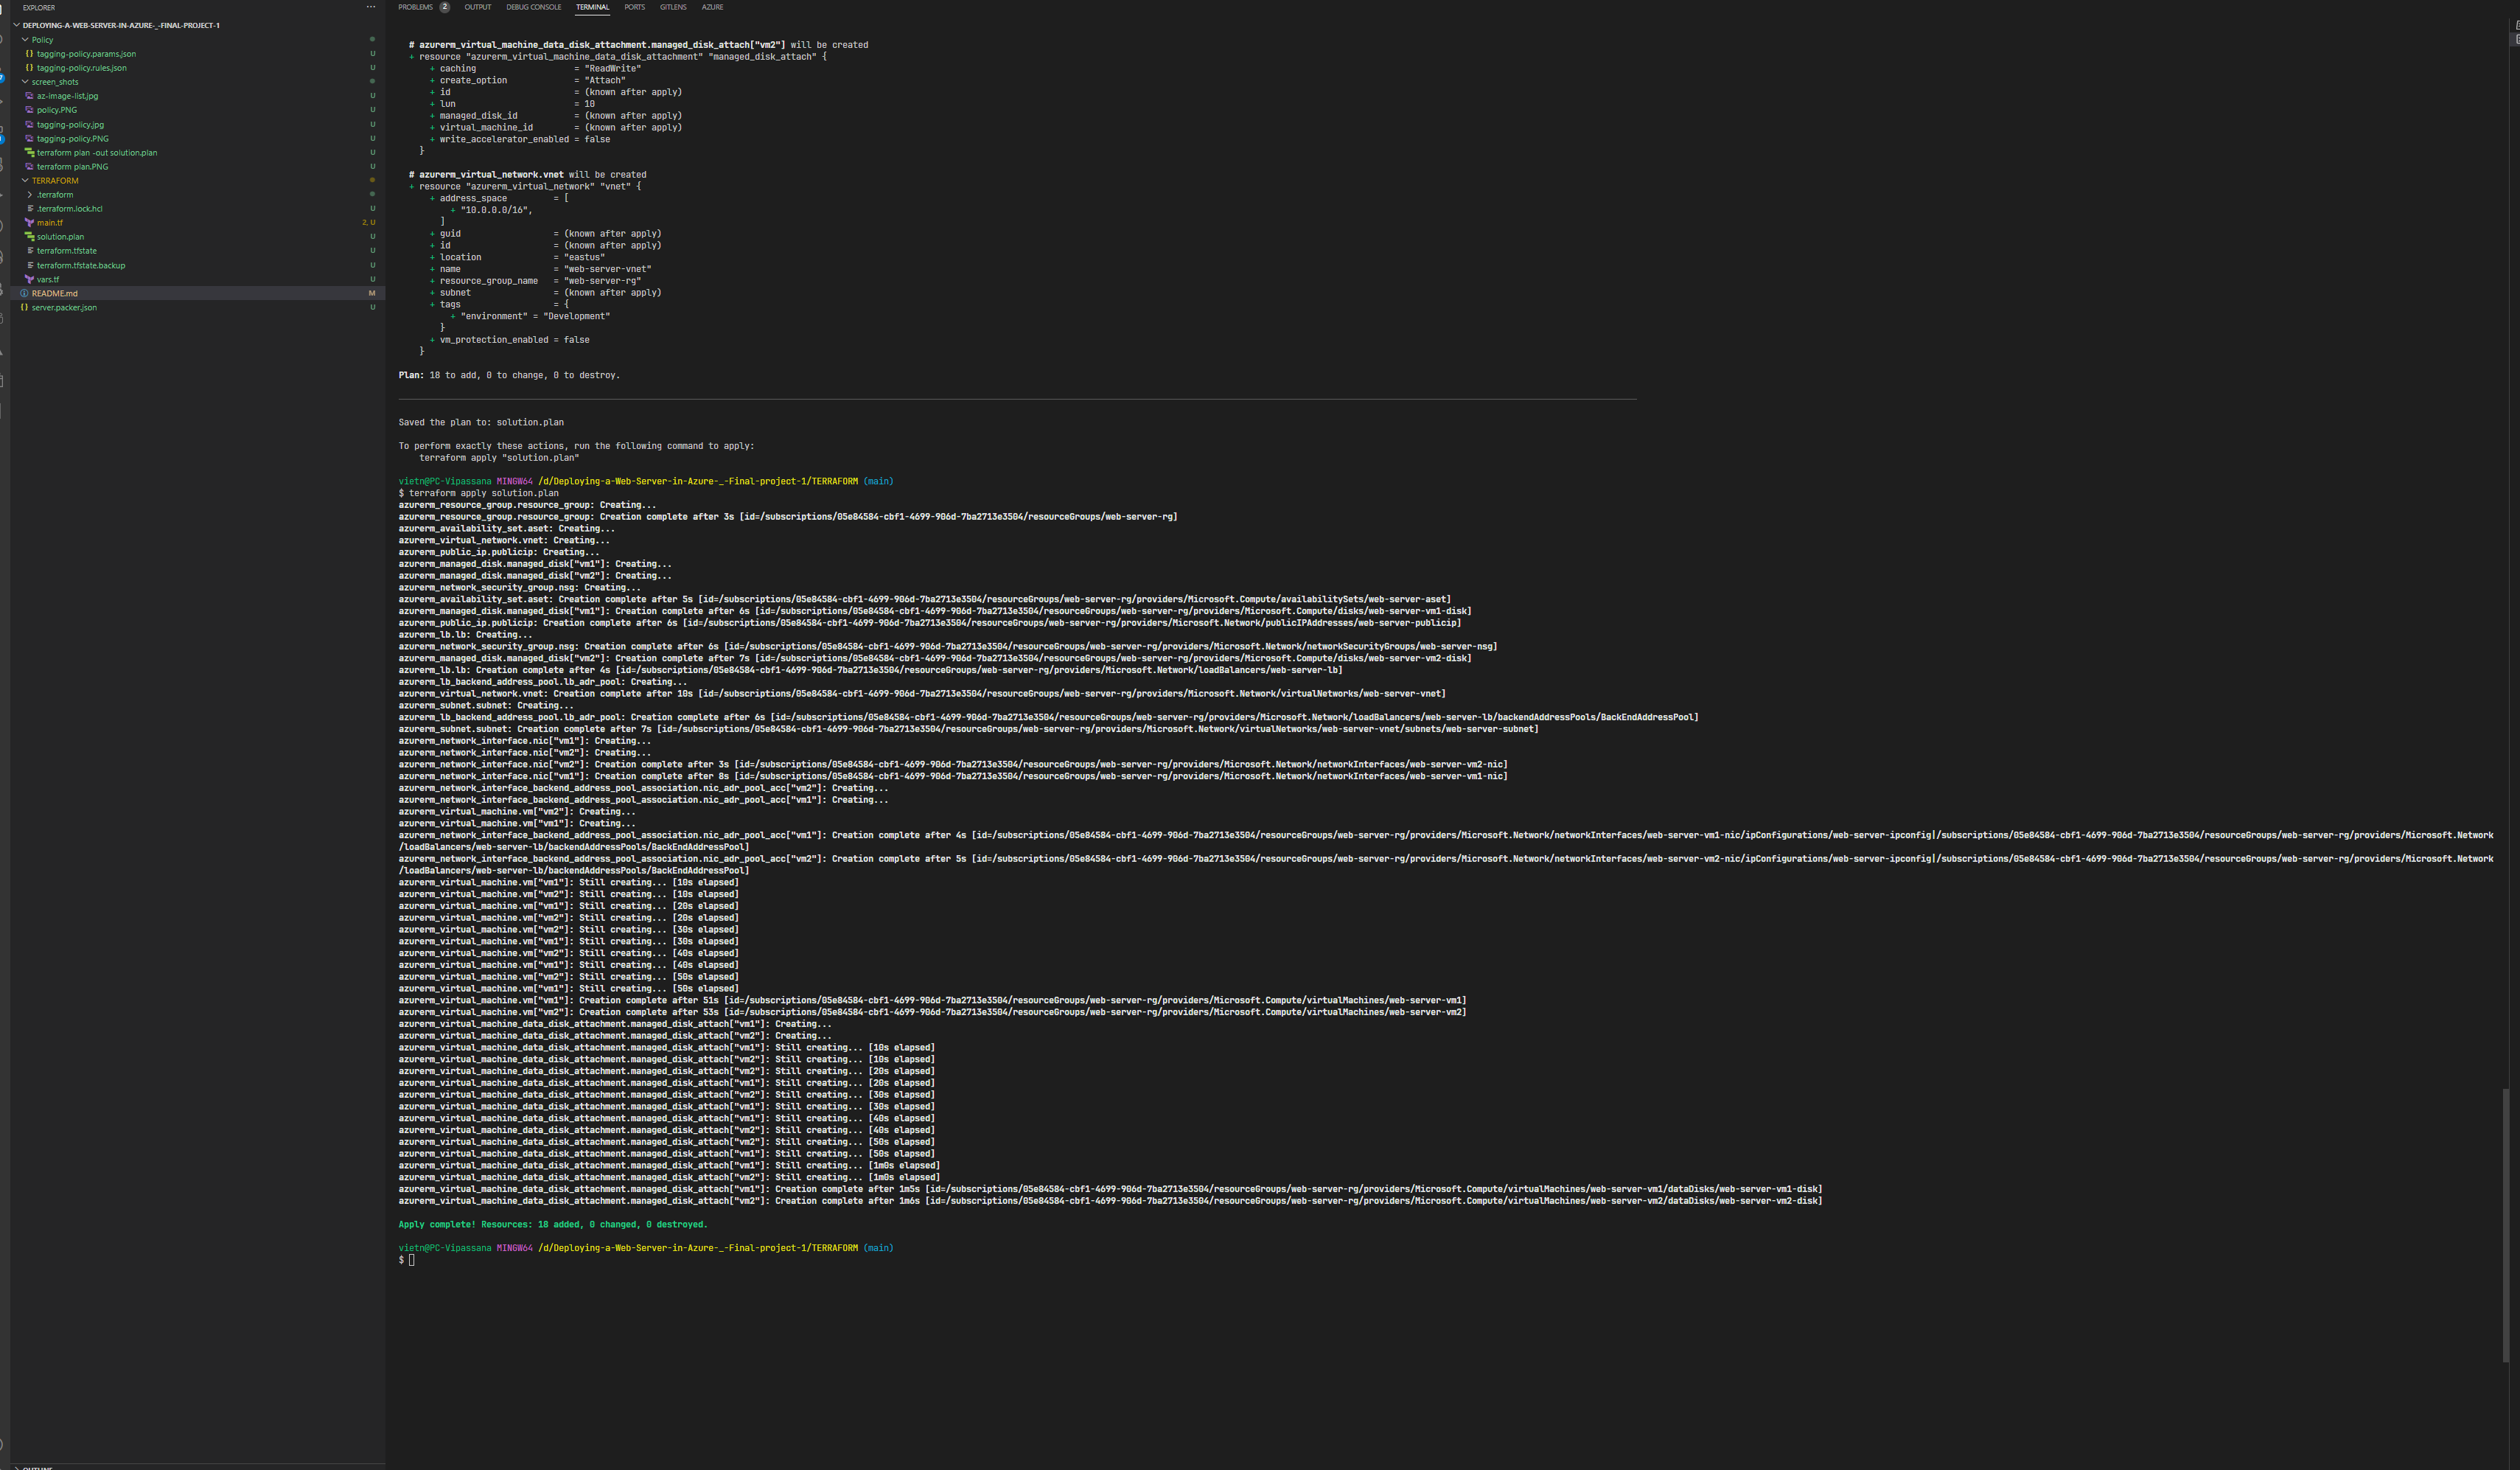 EXPLORER
DEPLOYING-A-WEB-SERVER-IN-AZURE-_-FINAL-PROJECT-1
Policy
tagging-policy.params.json U
tagging-policy.rules.json U
screen_shots
az-image-list.jpg U
policy.PNG U
tagging-policy.jpg U
tagging-policy.PNG U
terraform plan -out solution.plan U
terraform plan.PNG U
TERRAFORM
.terraform
.terraform.lock.hcl U
main.tf 2, U
solution.plan U
terraform.tfstate U
terraform.tfstate.backup U
vars.tf U
README.md M
server.packer.json U
OUTLINE
PROBLEMS 2 OUTPUT DEBUG CONSOLE TERMINAL PORTS GITLENS AZURE
# azurerm_virtual_machine_data_disk_attachment.managed_disk_attach["vm2"] will be created
+ resource "azurerm_virtual_machine_data_disk_attachment" "managed_disk_attach" {
+ caching = "ReadWrite"
+ create_option = "Attach"
+ id = (known after apply)
+ lun = 10
+ managed_disk_id = (known after apply)
+ virtual_machine_id = (known after apply)
+ write_accelerator_enabled = false
}
# azurerm_virtual_network.vnet will be created
+ resource "azurerm_virtual_network" "vnet" {
+ address_space = [
+ "10.0.0.0/16",
]
+ guid = (known after apply)
+ id = (known after apply)
+ location = "eastus"
+ name = "web-server-vnet"
+ resource_group_name = "web-server-rg"
+ subnet = (known after apply)
+ tags = {
+ "environment" = "Development"
}
+ vm_protection_enabled = false
}
Plan: 18 to add, 0 to change, 0 to destroy.
Saved the plan to: solution.plan
To perform exactly these actions, run the following command to apply:
terraform apply "solution.plan"
vietn@PC-Vipassana MINGW64 /d/Deploying-a-Web-Server-in-Azure-_-Final-project-1/TERRAFORM (main)
$ terraform apply solution.plan
azurerm_resource_group.resource_group: Creating...
azurerm_resource_group.resource_group: Creation complete after 3s [id=/subscriptions/05e84584-cbf1-4699-906d-7ba2713e3504/resourceGroups/web-server-rg]
azurerm_availability_set.aset: Creating...
azurerm_virtual_network.vnet: Creating...
azurerm_public_ip.publicip: Creating...
azurerm_managed_disk.managed_disk["vm1"]: Creating...
azurerm_managed_disk.managed_disk["vm2"]: Creating...
azurerm_network_security_group.nsg: Creating...
azurerm_availability_set.aset: Creation complete after 5s [id=/subscriptions/05e84584-cbf1-4699-906d-7ba2713e3504/resourceGroups/web-server-rg/providers/Microsoft.Compute/availabilitySets/web-server-aset]
azurerm_managed_disk.managed_disk["vm1"]: Creation complete after 6s [id=/subscriptions/05e84584-cbf1-4699-906d-7ba2713e3504/resourceGroups/web-server-rg/providers/Microsoft.Compute/disks/web-server-vm1-disk]
azurerm_public_ip.publicip: Creation complete after 6s [id=/subscriptions/05e84584-cbf1-4699-906d-7ba2713e3504/resourceGroups/web-server-rg/providers/Microsoft.Network/publicIPAddresses/web-server-publicip]
azurerm_lb.lb: Creating...
azurerm_network_security_group.nsg: Creation complete after 6s [id=/subscriptions/05e84584-cbf1-4699-906d-7ba2713e3504/resourceGroups/web-server-rg/providers/Microsoft.Network/networkSecurityGroups/web-server-nsg]
azurerm_managed_disk.managed_disk["vm2"]: Creation complete after 7s [id=/subscriptions/05e84584-cbf1-4699-906d-7ba2713e3504/resourceGroups/web-server-rg/providers/Microsoft.Compute/disks/web-server-vm2-disk]
azurerm_lb.lb: Creation complete after 4s [id=/subscriptions/05e84584-cbf1-4699-906d-7ba2713e3504/resourceGroups/web-server-rg/providers/Microsoft.Network/loadBalancers/web-server-lb]
azurerm_lb_backend_address_pool.lb_adr_pool: Creating...
azurerm_virtual_network.vnet: Creation complete after 10s [id=/subscriptions/05e84584-cbf1-4699-906d-7ba2713e3504/resourceGroups/web-server-rg/providers/Microsoft.Network/virtualNetworks/web-server-vnet]
azurerm_subnet.subnet: Creating...
azurerm_lb_backend_address_pool.lb_adr_pool: Creation complete after 6s [id=/subscriptions/05e84584-cbf1-4699-906d-7ba2713e3504/resourceGroups/web-server-rg/providers/Microsoft.Network/loadBalancers/web-server-lb/backendAddressPools/BackEndAddressPool]
azurerm_subnet.subnet: Creation complete after 7s [id=/subscriptions/05e84584-cbf1-4699-906d-7ba2713e3504/resourceGroups/web-server-rg/providers/Microsoft.Network/virtualNetworks/web-server-vnet/subnets/web-server-subnet]
azurerm_network_interface.nic["vm1"]: Creating...
azurerm_network_interface.nic["vm2"]: Creating...
azurerm_network_interface.nic["vm2"]: Creation complete after 3s [id=/subscriptions/05e84584-cbf1-4699-906d-7ba2713e3504/resourceGroups/web-server-rg/providers/Microsoft.Network/networkInterfaces/web-server-vm2-nic]
azurerm_network_interface.nic["vm1"]: Creation complete after 8s [id=/subscriptions/05e84584-cbf1-4699-906d-7ba2713e3504/resourceGroups/web-server-rg/providers/Microsoft.Network/networkInterfaces/web-server-vm1-nic]
azurerm_network_interface_backend_address_pool_association.nic_adr_pool_acc["vm2"]: Creating...
azurerm_network_interface_backend_address_pool_association.nic_adr_pool_acc["vm1"]: Creating...
azurerm_virtual_machine.vm["vm2"]: Creating...
azurerm_virtual_machine.vm["vm1"]: Creating...
azurerm_network_interface_backend_address_pool_association.nic_adr_pool_acc["vm1"]: Creation complete after 4s [id=/subscriptions/05e84584-cbf1-4699-906d-7ba2713e3504/resourceGroups/web-server-rg/providers/Microsoft.Network/networkInterfaces/web-server-vm1-nic/ipConfigurations/web-server-ipconfig|/subscriptions/05e84584-cbf1-4699-906d-7ba2713e3504/resourceGroups/web-server-rg/providers/Microsoft.Network
/loadBalancers/web-server-lb/backendAddressPools/BackEndAddressPool]
azurerm_network_interface_backend_address_pool_association.nic_adr_pool_acc["vm2"]: Creation complete after 5s [id=/subscriptions/05e84584-cbf1-4699-906d-7ba2713e3504/resourceGroups/web-server-rg/providers/Microsoft.Network/networkInterfaces/web-server-vm2-nic/ipConfigurations/web-server-ipconfig|/subscriptions/05e84584-cbf1-4699-906d-7ba2713e3504/resourceGroups/web-server-rg/providers/Microsoft.Network
/loadBalancers/web-server-lb/backendAddressPools/BackEndAddressPool]
azurerm_virtual_machine.vm["vm1"]: Still creating... [10s elapsed]
azurerm_virtual_machine.vm["vm2"]: Still creating... [10s elapsed]
azurerm_virtual_machine.vm["vm1"]: Still creating... [20s elapsed]
azurerm_virtual_machine.vm["vm2"]: Still creating... [20s elapsed]
azurerm_virtual_machine.vm["vm2"]: Still creating... [30s elapsed]
azurerm_virtual_machine.vm["vm1"]: Still creating... [30s elapsed]
azurerm_virtual_machine.vm["vm2"]: Still creating... [40s elapsed]
azurerm_virtual_machine.vm["vm1"]: Still creating... [40s elapsed]
azurerm_virtual_machine.vm["vm2"]: Still creating... [50s elapsed]
azurerm_virtual_machine.vm["vm1"]: Still creating... [50s elapsed]
azurerm_virtual_machine.vm["vm1"]: Creation complete after 51s [id=/subscriptions/05e84584-cbf1-4699-906d-7ba2713e3504/resourceGroups/web-server-rg/providers/Microsoft.Compute/virtualMachines/web-server-vm1]
azurerm_virtual_machine.vm["vm2"]: Creation complete after 53s [id=/subscriptions/05e84584-cbf1-4699-906d-7ba2713e3504/resourceGroups/web-server-rg/providers/Microsoft.Compute/virtualMachines/web-server-vm2]
azurerm_virtual_machine_data_disk_attachment.managed_disk_attach["vm1"]: Creating...
azurerm_virtual_machine_data_disk_attachment.managed_disk_attach["vm2"]: Creating...
azurerm_virtual_machine_data_disk_attachment.managed_disk_attach["vm1"]: Still creating... [10s elapsed]
azurerm_virtual_machine_data_disk_attachment.managed_disk_attach["vm2"]: Still creating... [10s elapsed]
azurerm_virtual_machine_data_disk_attachment.managed_disk_attach["vm2"]: Still creating... [20s elapsed]
azurerm_virtual_machine_data_disk_attachment.managed_disk_attach["vm1"]: Still creating... [20s elapsed]
azurerm_virtual_machine_data_disk_attachment.managed_disk_attach["vm2"]: Still creating... [30s elapsed]
azurerm_virtual_machine_data_disk_attachment.managed_disk_attach["vm1"]: Still creating... [30s elapsed]
azurerm_virtual_machine_data_disk_attachment.managed_disk_attach["vm1"]: Still creating... [40s elapsed]
azurerm_virtual_machine_data_disk_attachment.managed_disk_attach["vm2"]: Still creating... [40s elapsed]
azurerm_virtual_machine_data_disk_attachment.managed_disk_attach["vm2"]: Still creating... [50s elapsed]
azurerm_virtual_machine_data_disk_attachment.managed_disk_attach["vm1"]: Still creating... [50s elapsed]
azurerm_virtual_machine_data_disk_attachment.managed_disk_attach["vm1"]: Still creating... [1m0s elapsed]
azurerm_virtual_machine_data_disk_attachment.managed_disk_attach["vm2"]: Still creating... [1m0s elapsed]
azurerm_virtual_machine_data_disk_attachment.managed_disk_attach["vm1"]: Creation complete after 1m5s [id=/subscriptions/05e84584-cbf1-4699-906d-7ba2713e3504/resourceGroups/web-server-rg/providers/Microsoft.Compute/virtualMachines/web-server-vm1/dataDisks/web-server-vm1-disk]
azurerm_virtual_machine_data_disk_attachment.managed_disk_attach["vm2"]: Creation complete after 1m6s [id=/subscriptions/05e84584-cbf1-4699-906d-7ba2713e3504/resourceGroups/web-server-rg/providers/Microsoft.Compute/virtualMachines/web-server-vm2/dataDisks/web-server-vm2-disk]
Apply complete! Resources: 18 added, 0 changed, 0 destroyed.
vietn@PC-Vipassana MINGW64 /d/Deploying-a-Web-Server-in-Azure-_-Final-project-1/TERRAFORM (main)
$